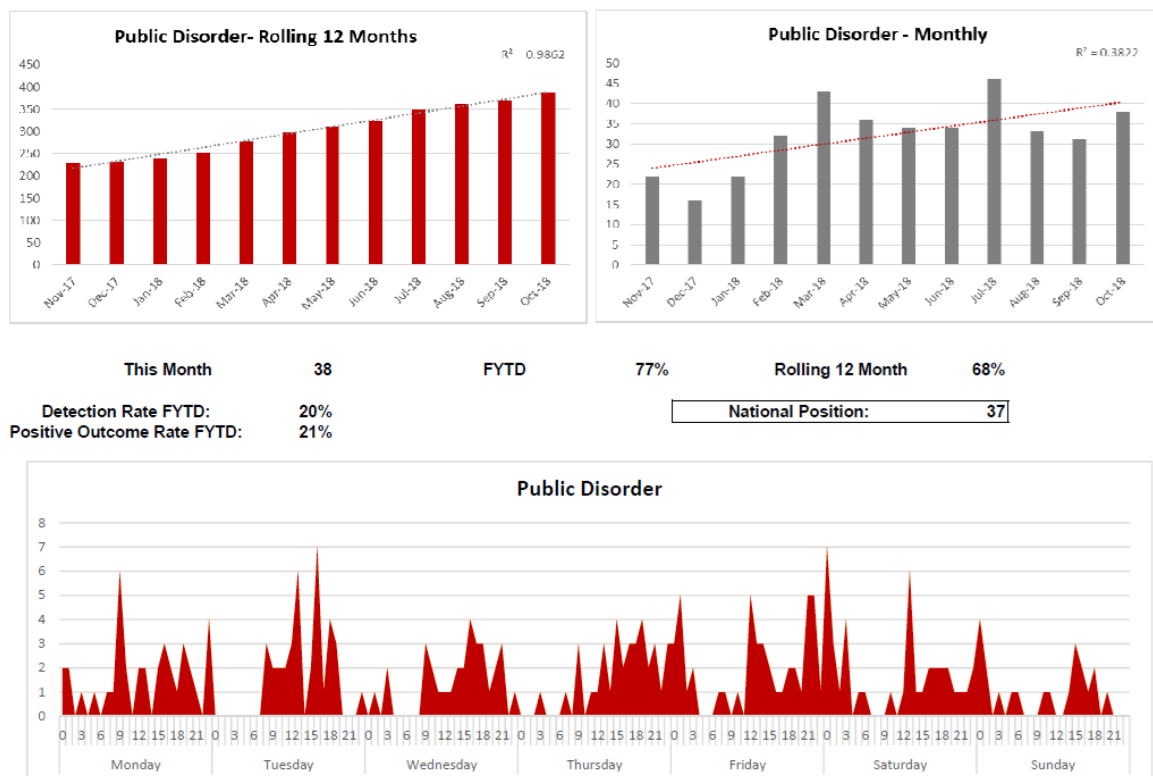 Public Disorder- Rolling 12 Months
R² 0.9862
450
400
350
300
250
200
150
100
50
0
Nov-17 Dec-17 Jan-18 Feb-18 Mar-18 Apr-18 May-18 Jun-18 Jul-18 Aug-18 Sep-18 Oct-18
Public Disorder - Monthly
R² = 0.3822
50
45
40
35
30
25
20
15
10
5
0
Nov-17 Dec-17 Jan-18 Feb-18 Mar-18 Apr-18 May-18 Jun-18 Jul-18 Aug-18 Sep-18 Oct-18
This Month 38 FYTD 77% Rolling 12 Month 68%
Detection Rate FYTD: 20% National Position: 37
Positive Outcome Rate FYTD: 21%
Public Disorder
8
7
6
5
4
3
2
1
0
0 3 6 9 12 15 18 21 0 3 6 9 12 15 18 21 0 3 6 9 12 15 18 21 0 3 6 9 12 15 18 21 0 3 6 9 12 15 18 21 0 3 6 9 12 15 18 21 0 3 6 9 12 15 18 21
Monday Tuesday Wednesday Thursday Friday Saturday Sunday